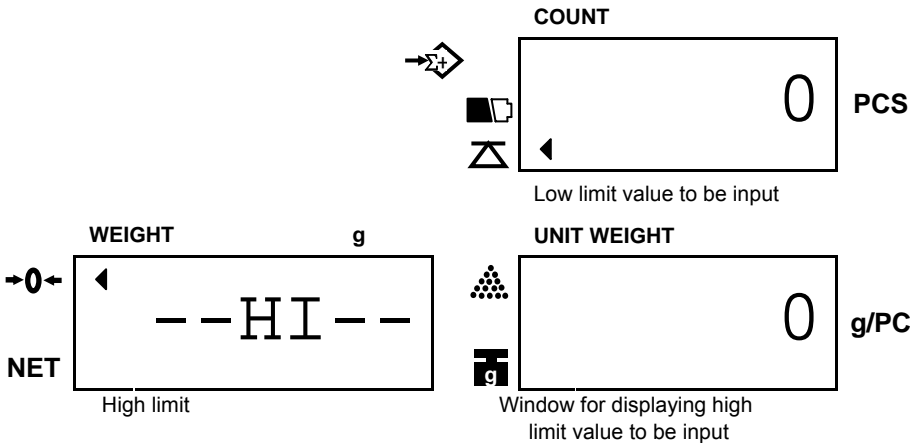 COUNT
Σ+
0 PCS
Low limit value to be input
WEIGHT g
UNIT WEIGHT
→0←
--HI--
0 g/PC
NET
g
High limit
Window for displaying high
limit value to be input